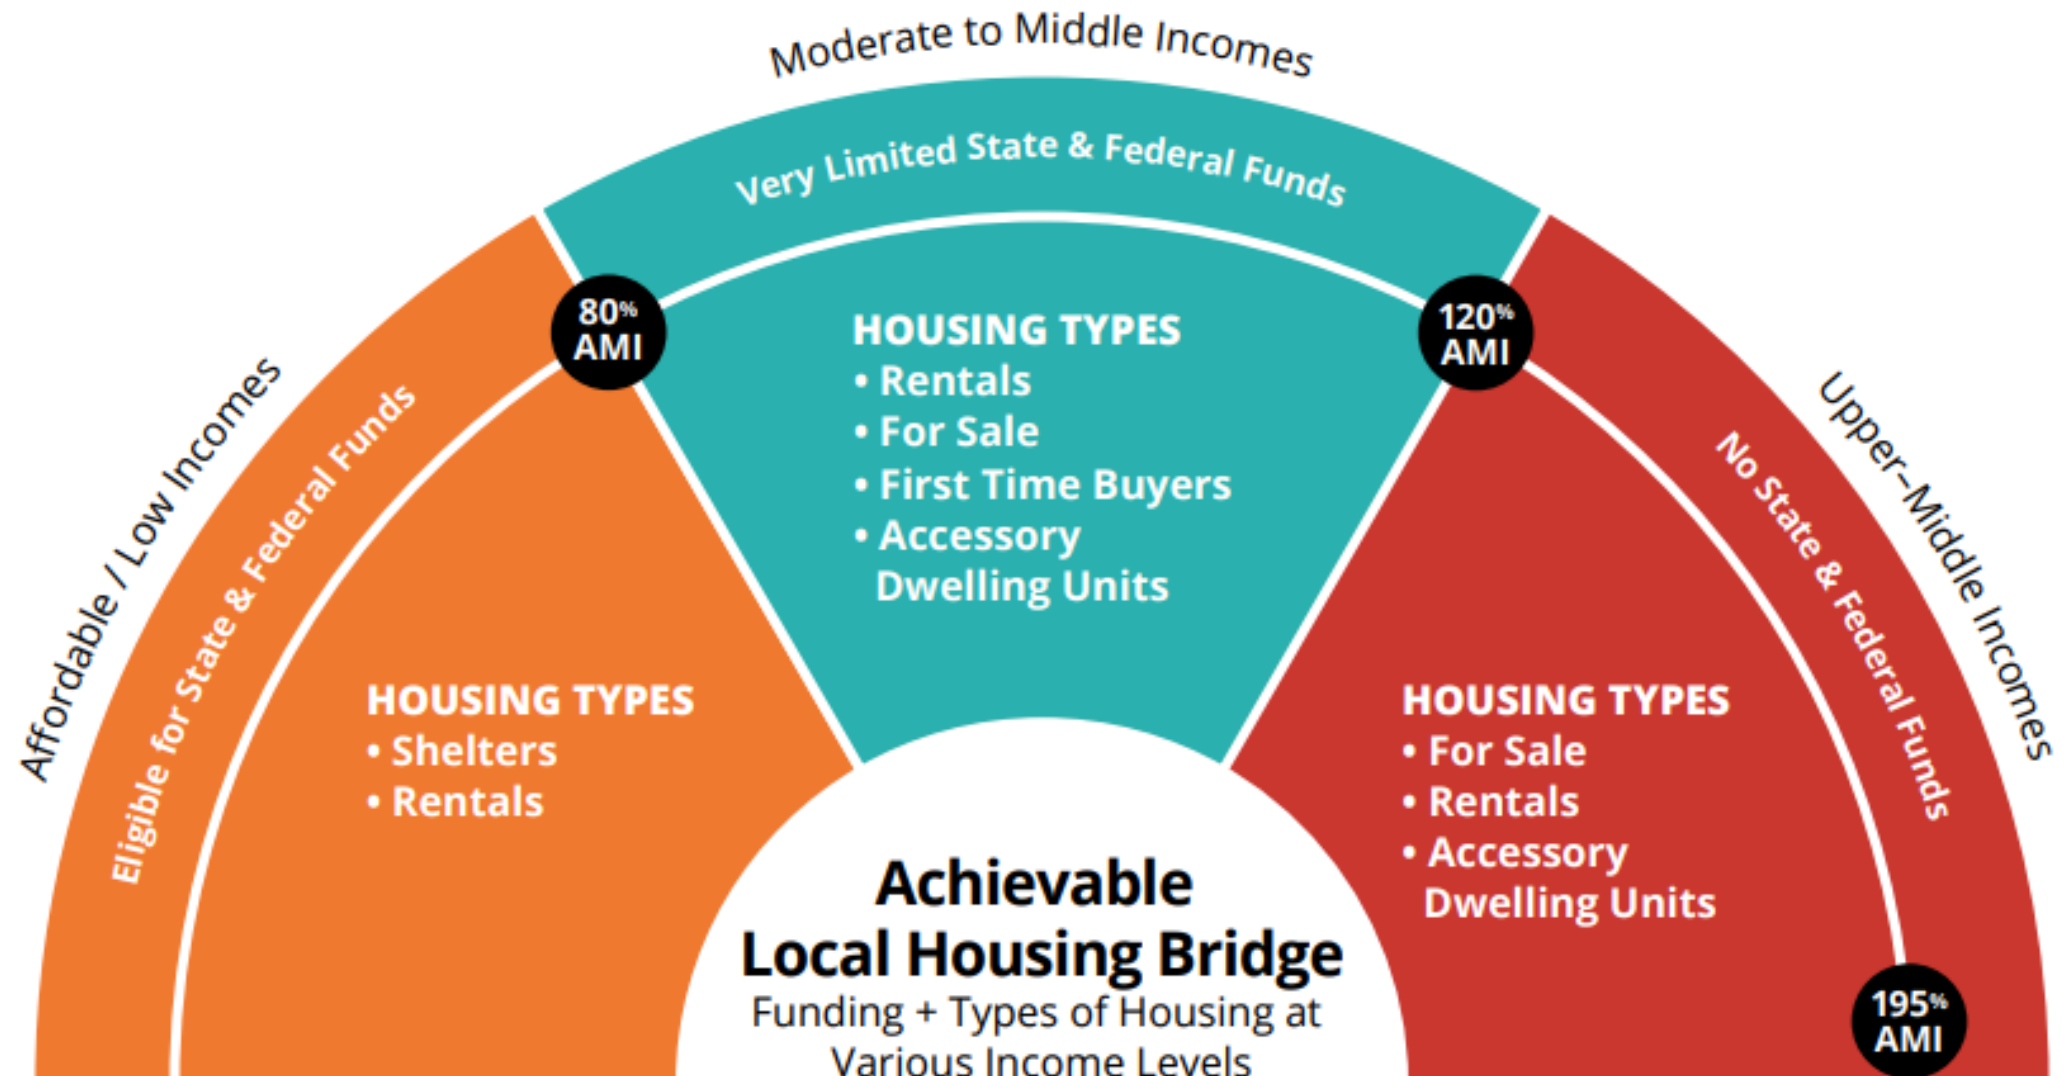 Moderate to Middle Incomes
Very Limited State & Federal Funds
80% AMI
120% AMI
HOUSING TYPES
• Rentals
• For Sale
• First Time Buyers
• Accessory
Dwelling Units
Affordable / Low Incomes
Eligible for State & Federal Funds
HOUSING TYPES
• Shelters
• Rentals
Upper–Middle Incomes
No State & Federal Funds
HOUSING TYPES
• For Sale
• Rentals
• Accessory
Dwelling Units
195% AMI
Achievable
Local Housing Bridge
Funding + Types of Housing at
Various Income Levels